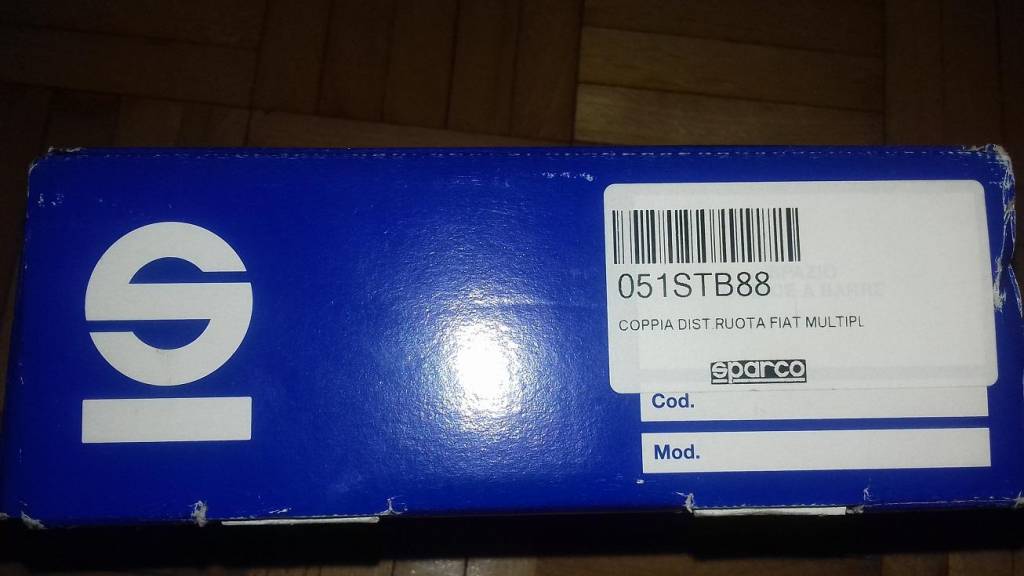 051STB88
COPPIA DIST.RUOTA FIAT MULTIPL
sparco
Cod.
Mod.